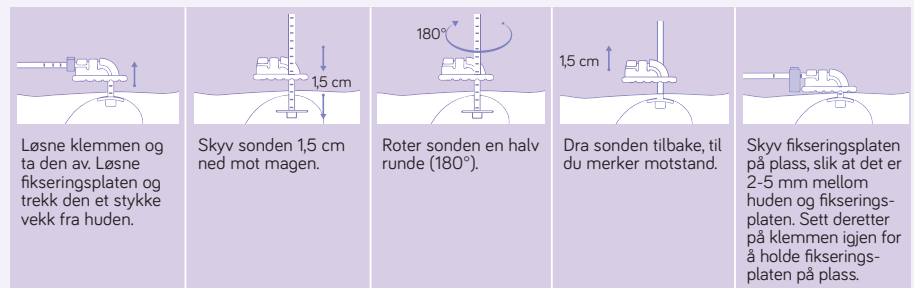 Løsne klemmen og
ta den av. Løsne
fikseringsplaten og
trekk den et stykke
vekk fra huden.
1,5 cm
Skyv sonden 1,5 cm
ned mot magen.
180°
Roter sonden en halv
runde (180°).
1,5 cm
Dra sonden tilbake, til
du merker motstand.
Skyv fikseringsplaten
på plass, slik at det er
2-5 mm mellom
huden og fikserings-
platen. Sett deretter
på klemmen igjen for
å holde fikserings-
platen på plass.